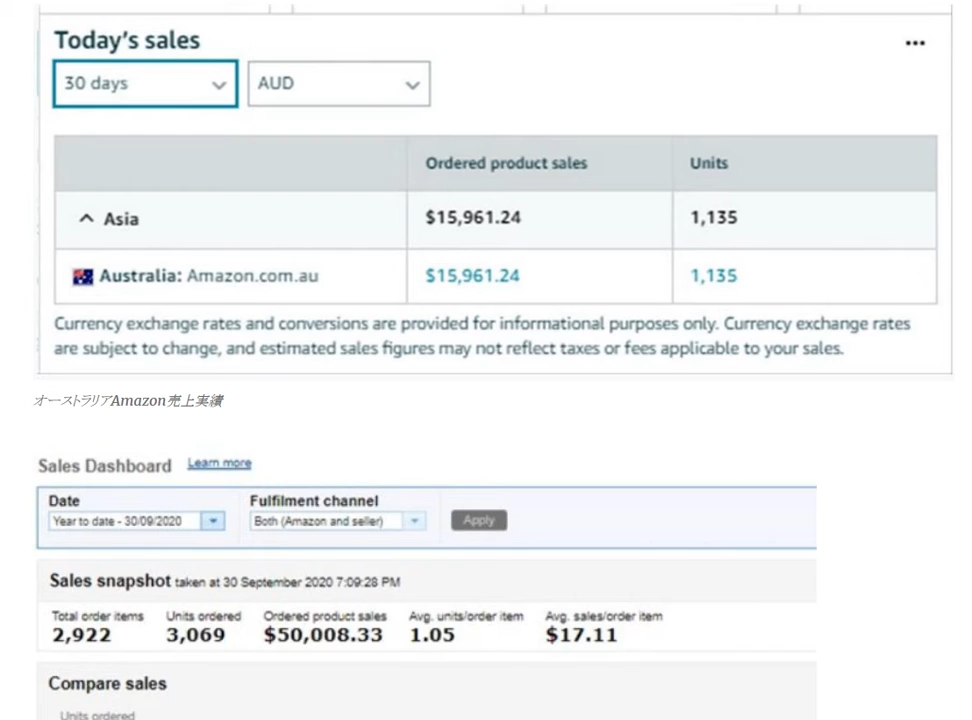 Today's sales
30 days AUD
Ordered product sales Units
Asia $15,961.24 1,135
Australia: Amazon.com.au $15,961.24 1,135
Currency exchange rates and conversions are provided for informational purposes only. Currency exchange rates
are subject to change, and estimated sales figures may not reflect taxes or fees applicable to your sales.
オーストラリアAmazon売上実績
Sales Dashboard Learn more
Date Fulfilment channel
Year to date - 30/09/2020 Both (Amazon and seller) Apply
Sales snapshot taken at 30 September 2020 7:09:28 PM
Total order items Units ordered Ordered product sales Avg. units/order item Avg. sales/order item
2,922 3,069 $50,008.33 1.05 $17.11
Compare sales
Units ordered